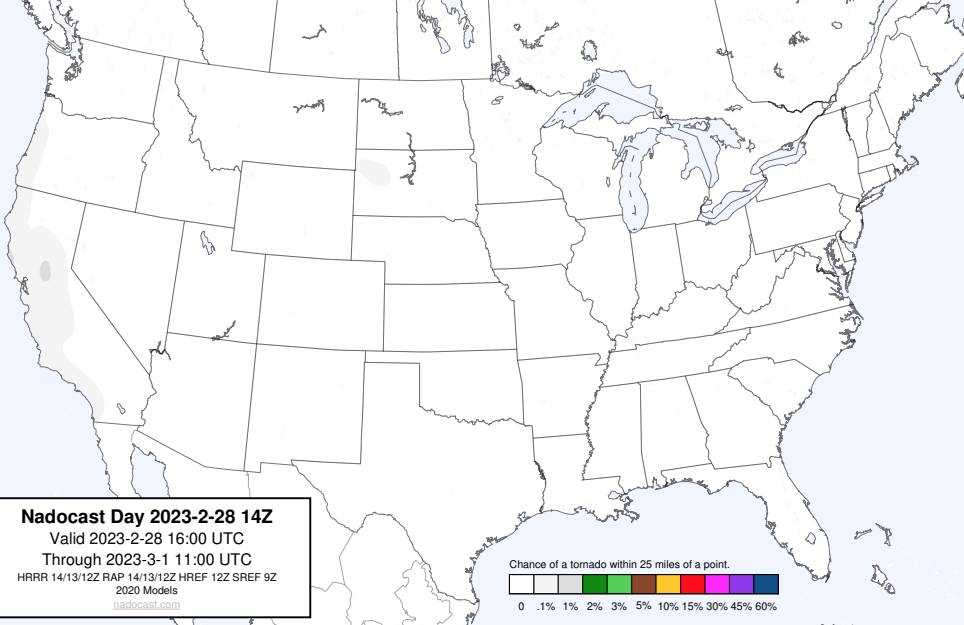 Nadocast Day 2023-2-28 14Z
Valid 2023-2-28 16:00 UTC
Through 2023-3-1 11:00 UTC
HRRR 14/13/12Z RAP 14/13/12Z HREF 12Z SREF 9Z
2020 Models
nadocast.com
Chance of a tornado within 25 miles of a point.
0 .1% 1% 2% 3% 5% 10% 15% 30% 45% 60%